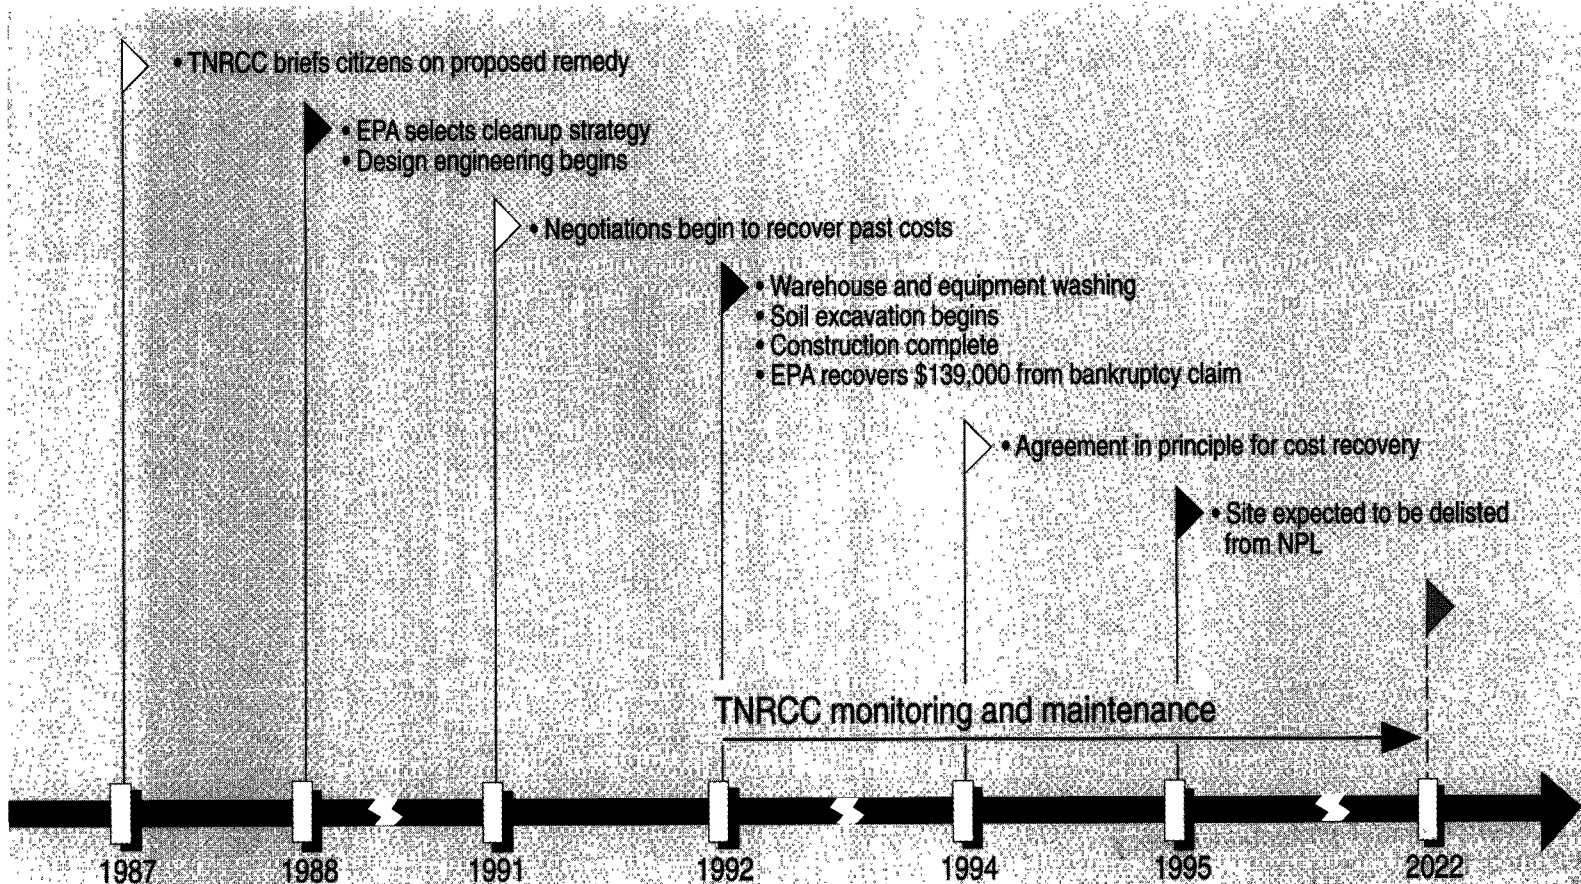 • TNRCC briefs citizens on proposed remedy
• EPA selects cleanup strategy
• Design engineering begins
• Negotiations begin to recover past costs
• Warehouse and equipment washing
• Soil excavation begins
• Construction complete
• EPA recovers $139,000 from bankruptcy claim
• Agreement in principle for cost recovery
• Site expected to be delisted
from NPL
TNRCC monitoring and maintenance
1987 1988 1991 1992 1994 1995 2022